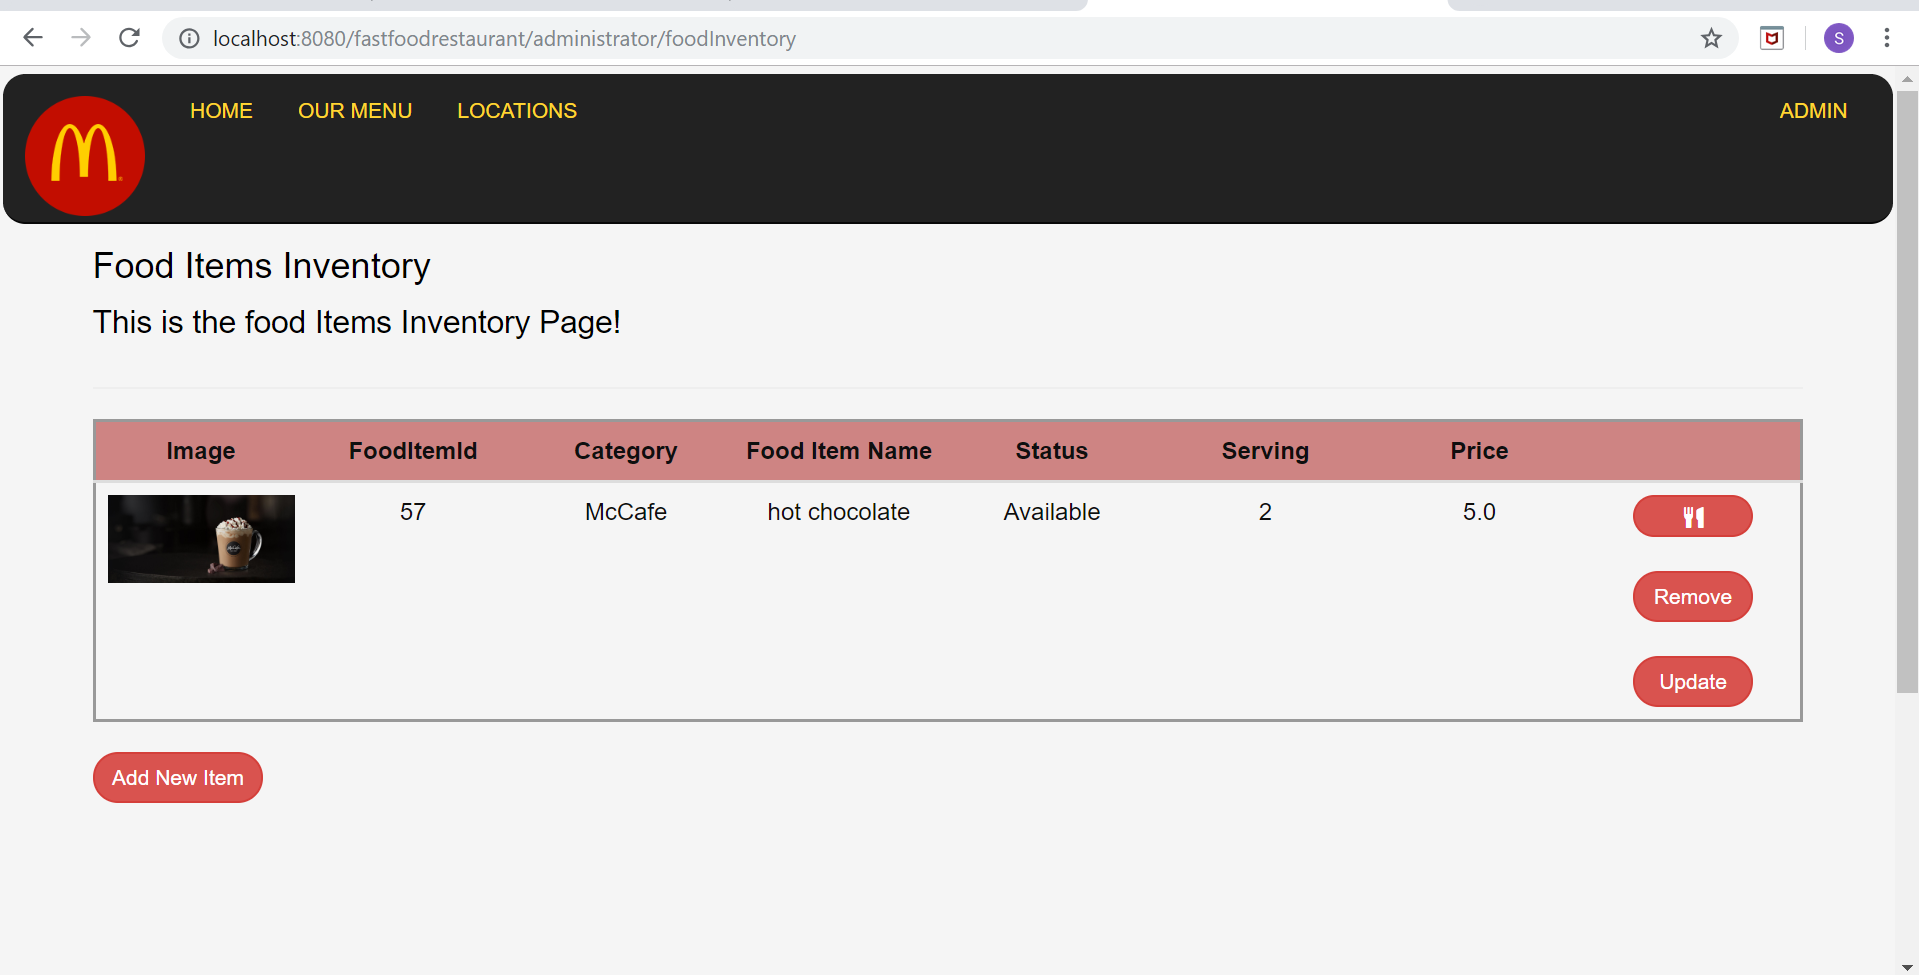 localhost:8080/fastfoodrestaurant/administrator/foodInventory
S
HOME OUR MENU LOCATIONS ADMIN
Food Items Inventory
This is the food Items Inventory Page!
Image FoodItemId Category Food Item Name Status Serving Price
57 McCafe hot chocolate Available 2 5.0
Remove
Update
Add New Item